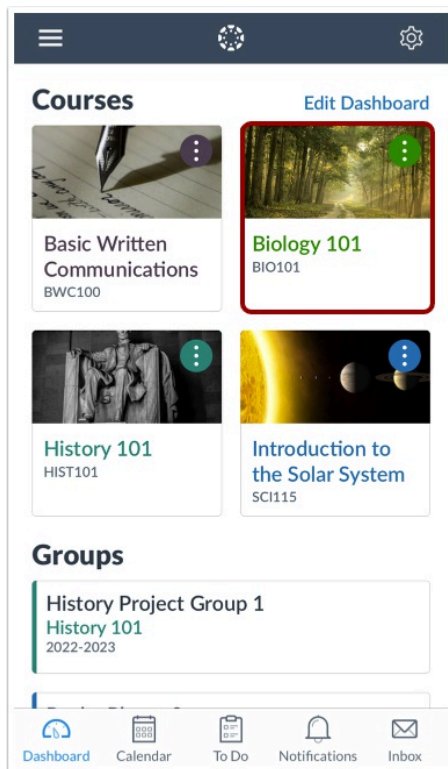 Courses
Edit Dashboard
Basic Written
Communications
BWC100
Biology 101
BIO101
History 101
HIST101
Introduction to
the Solar System
SCI115
Groups
History Project Group 1
History 101
2022-2023
Dashboard
Calendar
To Do
Notifications
Inbox